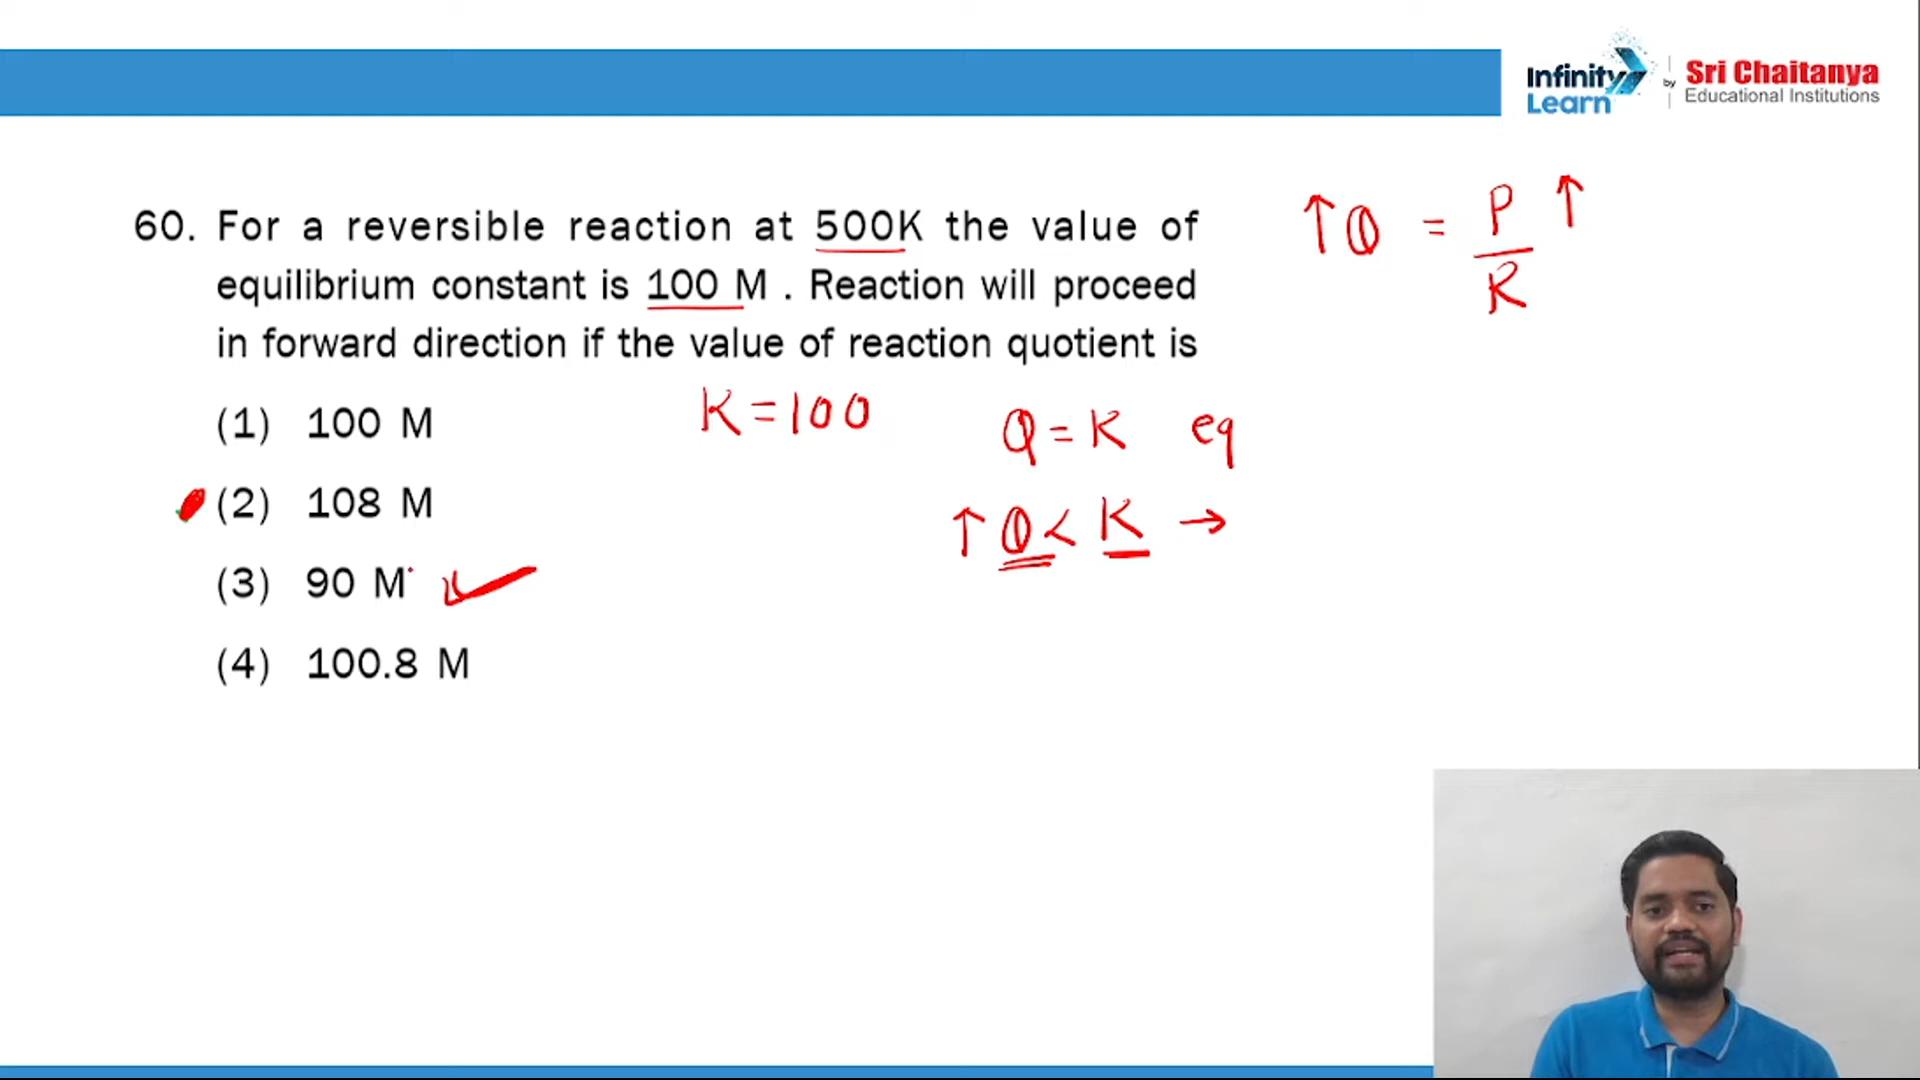 Infinity Learn by Sri Chaitanya Educational Institutions
60. For a reversible reaction at 500K the value of
equilibrium constant is 100 M . Reaction will proceed
in forward direction if the value of reaction quotient is
(1) 100 M
(2) 108 M
(3) 90 M
(4) 100.8 M
↑Q = P/R ↑
K = 100
Q = K eq
↑ Q < K →